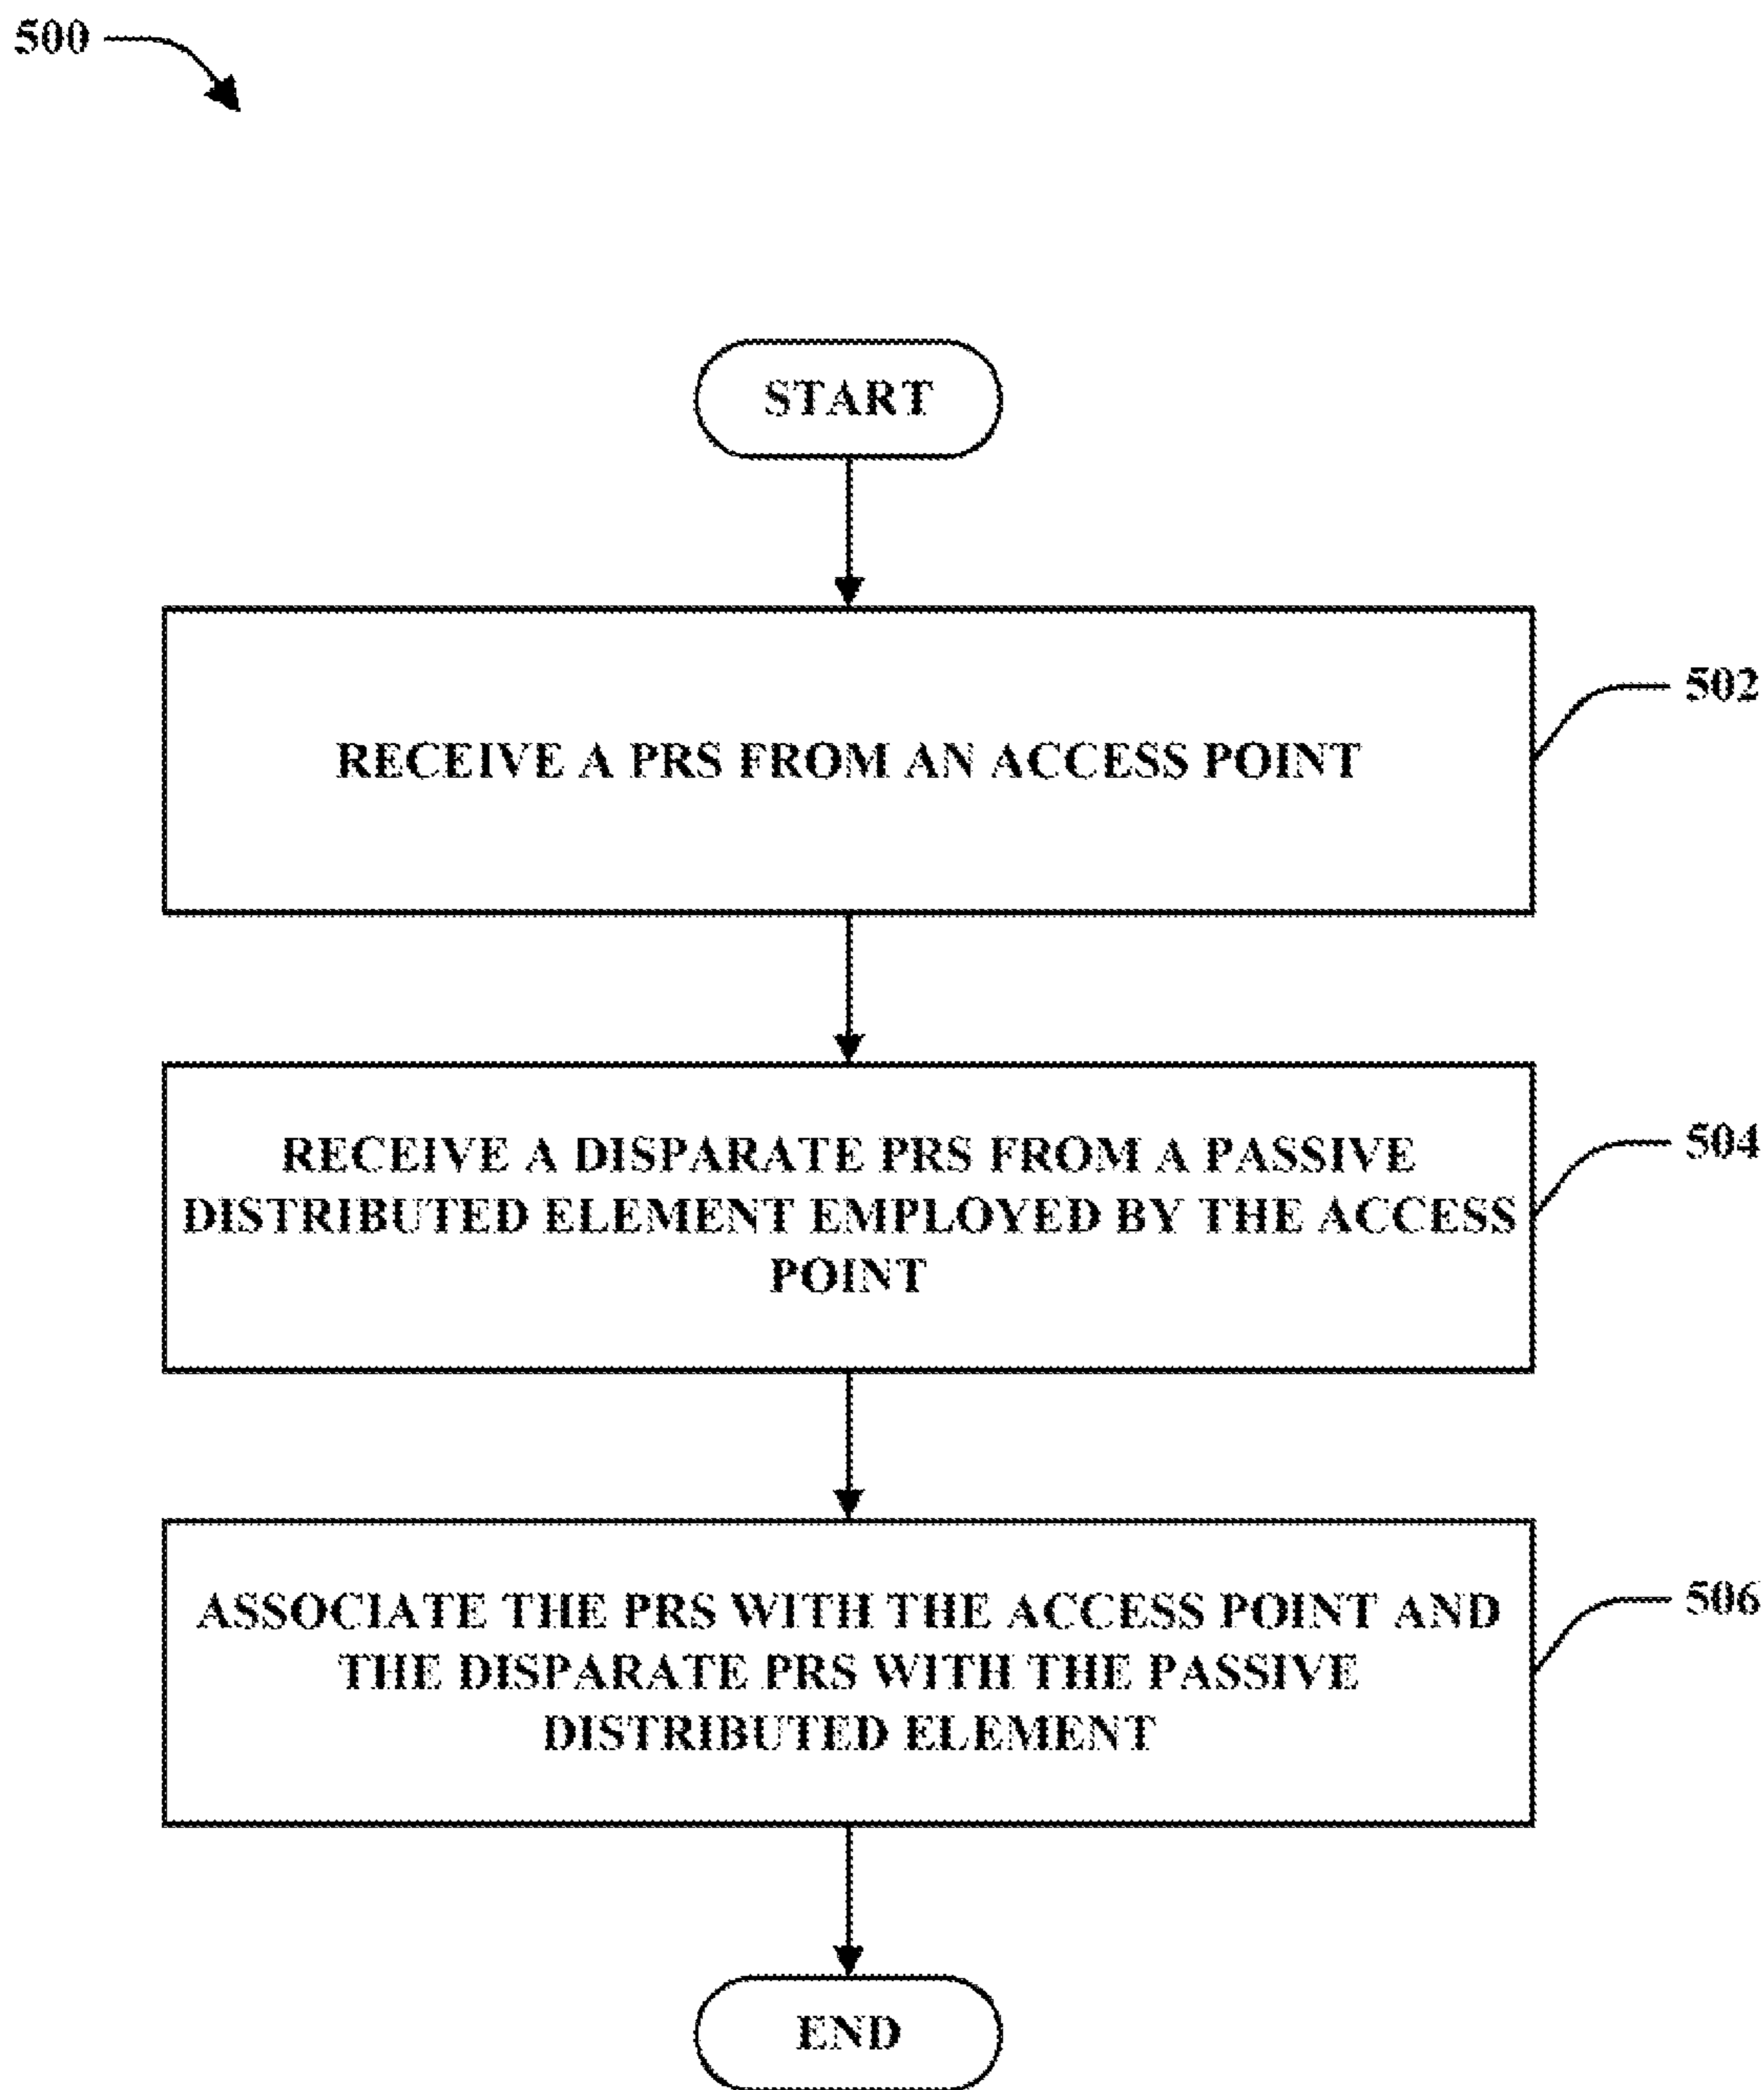 500
START
RECEIVE A PRS FROM AN ACCESS POINT
502
RECEIVE A DISPARATE PRS FROM A PASSIVE
DISTRIBUTED ELEMENT EMPLOYED BY THE ACCESS
POINT
504
ASSOCIATE THE PRS WITH THE ACCESS POINT AND
THE DISPARATE PRS WITH THE PASSIVE
DISTRIBUTED ELEMENT
506
END